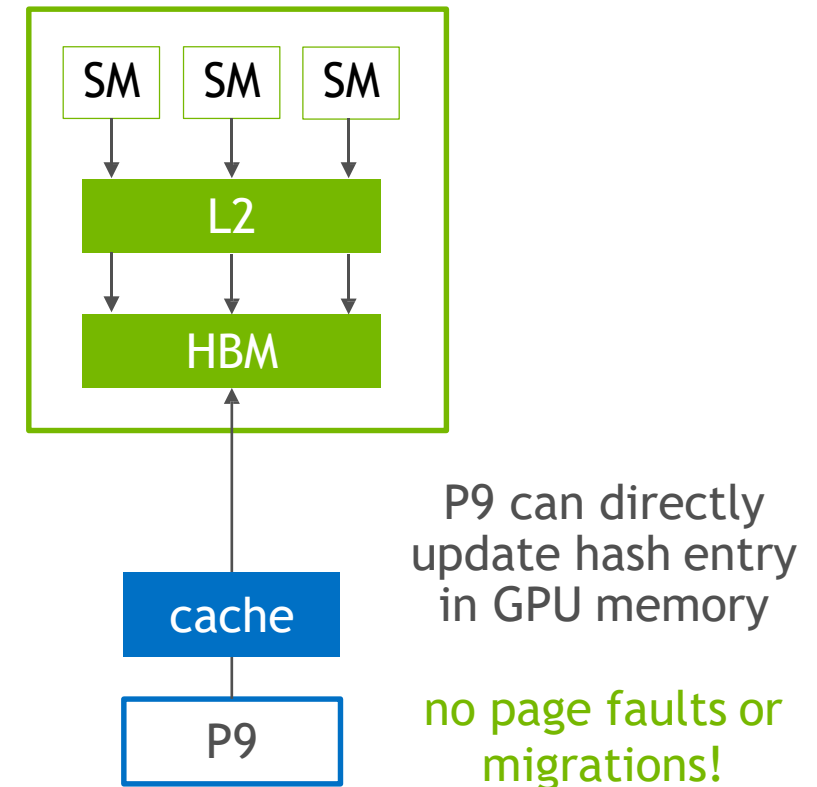 SM SM SM
L2
HBM
P9 can directly
update hash entry
in GPU memory
cache
no page faults or
migrations!
P9